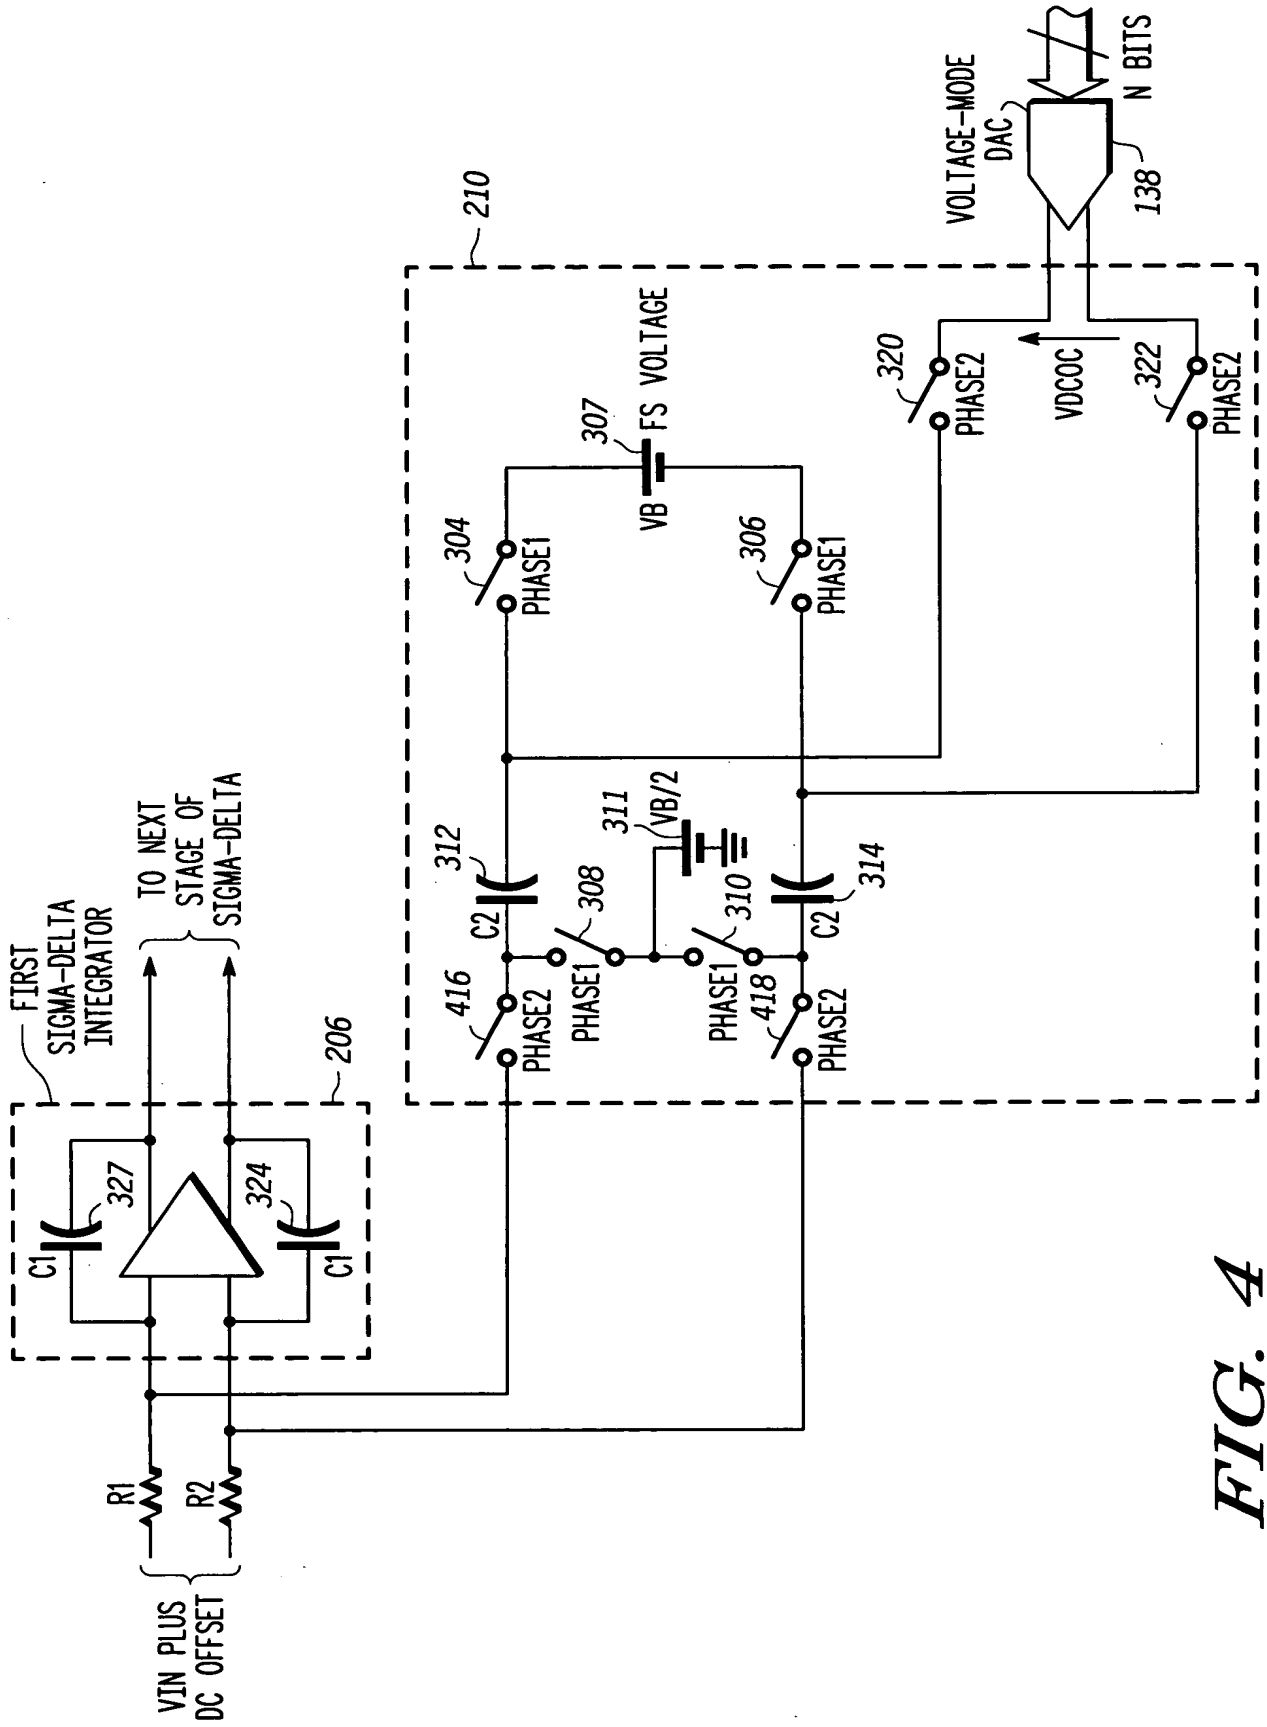 FIRST
SIGMA-DELTA
INTEGRATOR
TO NEXT
STAGE OF
SIGMA-DELTA
C1
327
324
C1
206
R1
R2
VIN PLUS
DC OFFSET
210
416
PHASE2
C2
312
304
PHASE1
308
PHASE1
311
VB/2
307
VB
FS VOLTAGE
310
PHASE1
418
PHASE2
C2
314
306
PHASE1
320
PHASE2
VDCOC
322
PHASE2
VOLTAGE-MODE
DAC
138
N BITS
FIG. 4